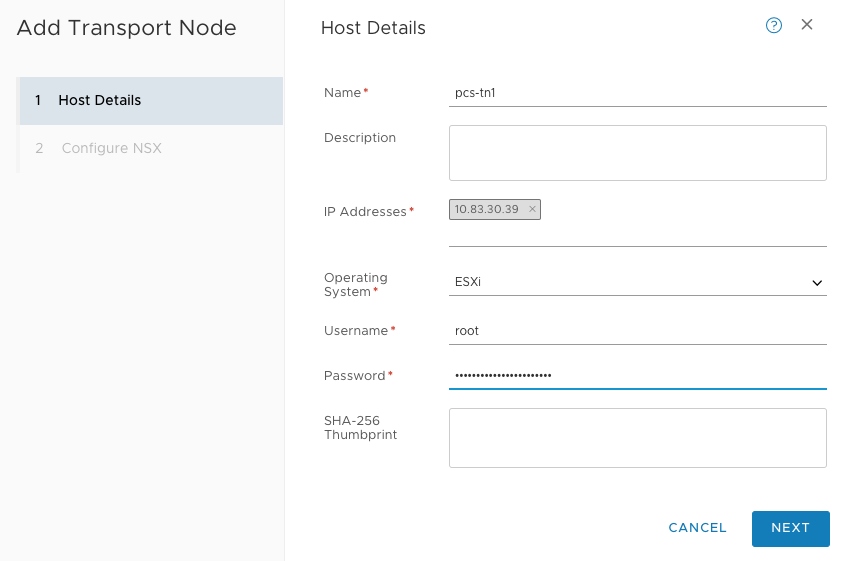 Add Transport Node
1 Host Details
2 Configure NSX
Host Details
?
Name*
pcs-tn1
Description
IP Addresses*
10.83.30.39 ×
Operating
System*
ESXi
Username*
root
Password*
••••••••••••••••••••••••
SHA-256
Thumbprint
CANCEL
NEXT